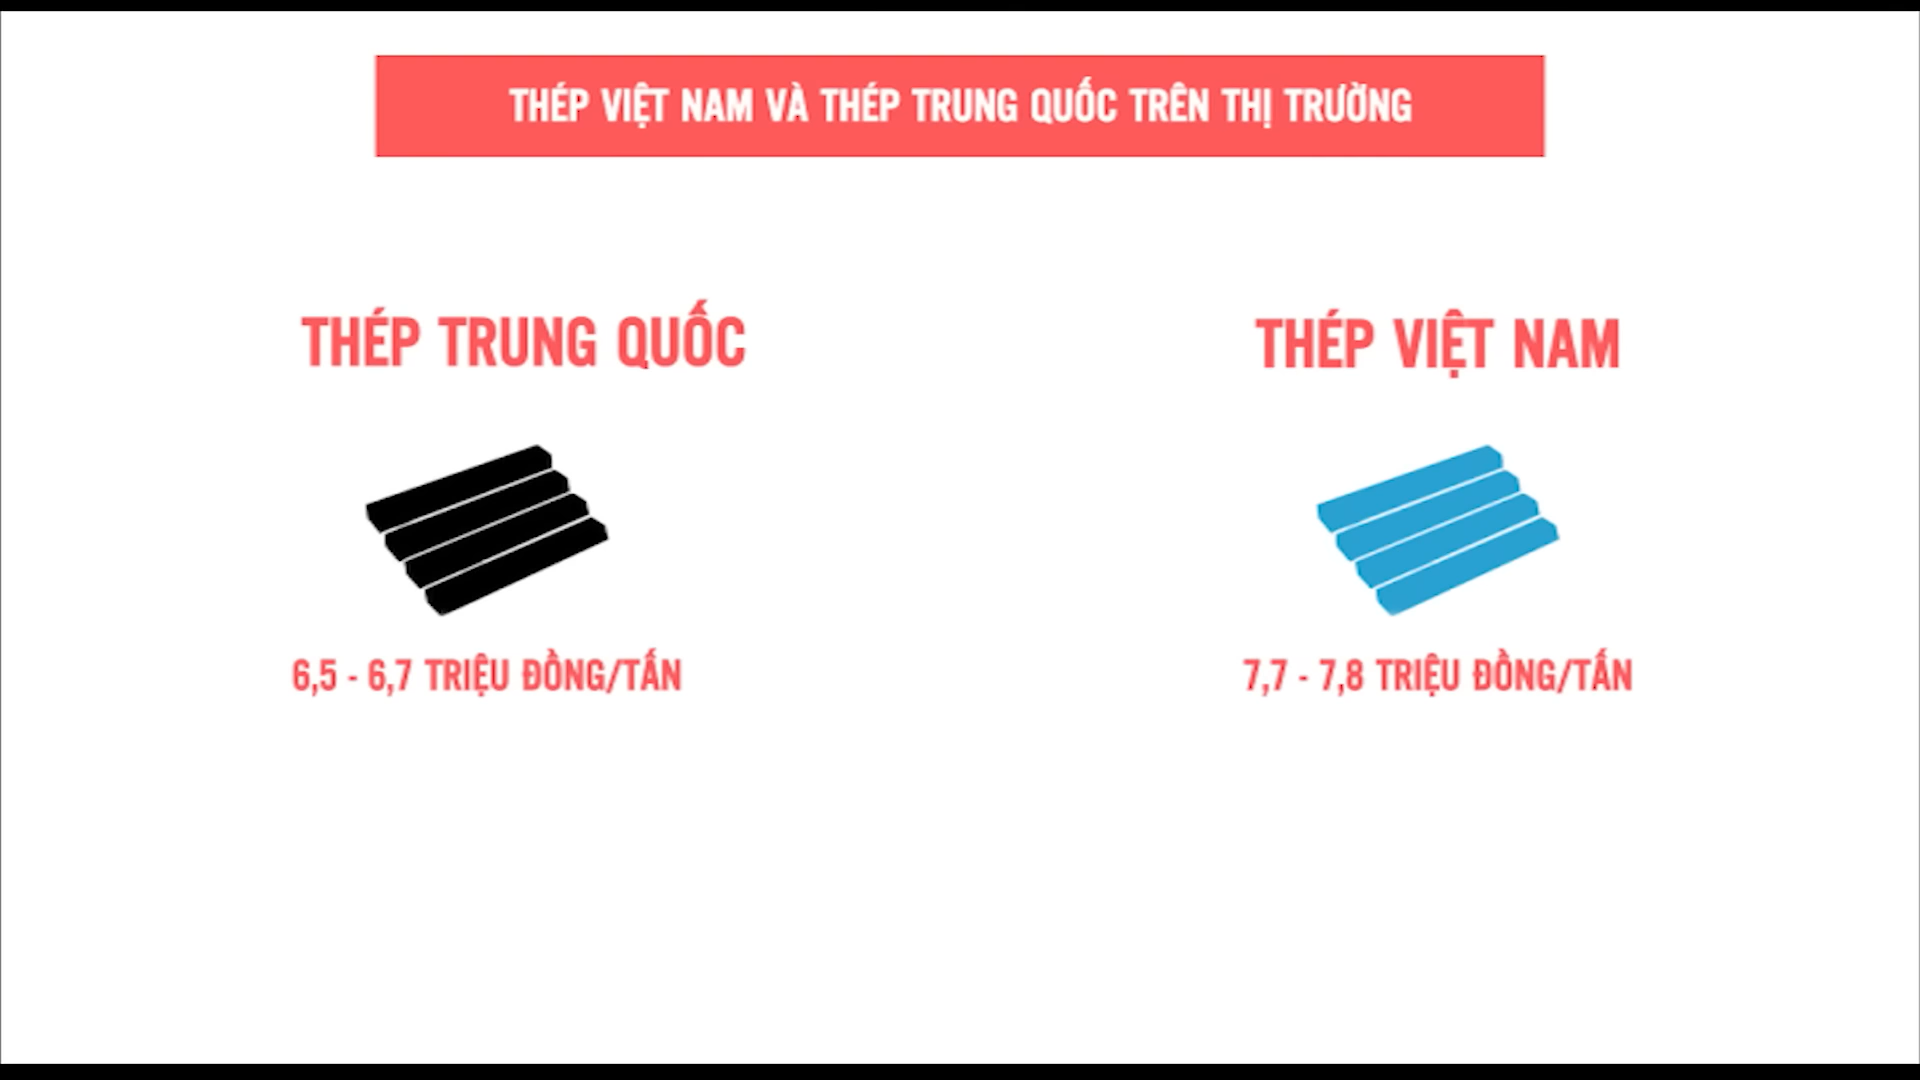 THÉP VIỆT NAM VÀ THÉP TRUNG QUỐC TRÊN THỊ TRƯỜNG
THÉP TRUNG QUỐC
6,5 - 6,7 TRIỆU ĐỒNG/TẤN
THÉP VIỆT NAM
7,7 - 7,8 TRIỆU ĐỒNG/TẤN